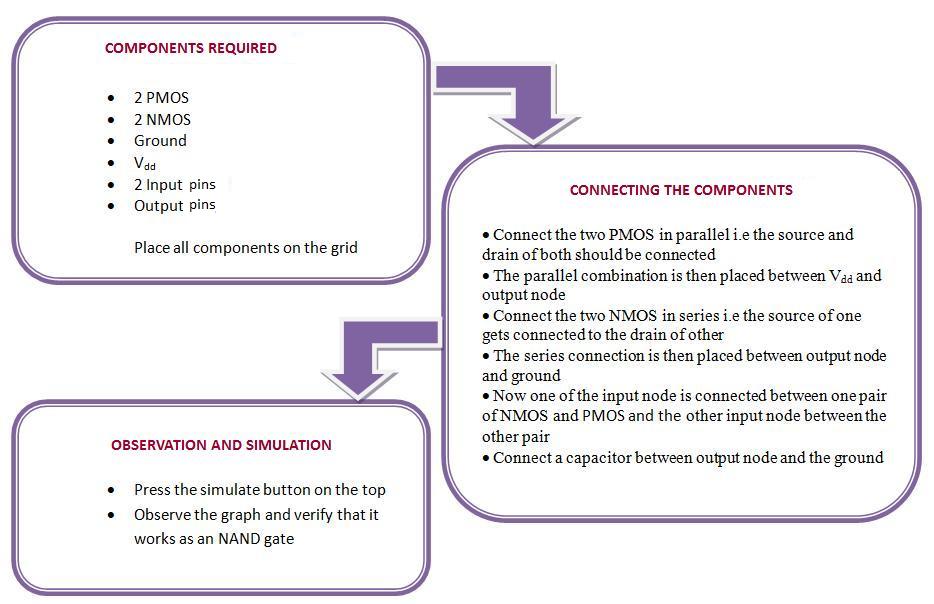 COMPONENTS REQUIRED
• 2 PMOS
• 2 NMOS
• Ground
• Vdd
• 2 Input pins
• Output pins
Place all components on the grid
CONNECTING THE COMPONENTS
• Connect the two PMOS in parallel i.e the source and
drain of both should be connected
• The parallel combination is then placed between Vdd and
output node
• Connect the two NMOS in series i.e the source of one
gets connected to the drain of other
• The series connection is then placed between output node
and ground
• Now one of the input node is connected between one pair
of NMOS and PMOS and the other input node between the
other pair
• Connect a capacitor between output node and the ground
OBSERVATION AND SIMULATION
• Press the simulate button on the top
• Observe the graph and verify that it
works as an NAND gate